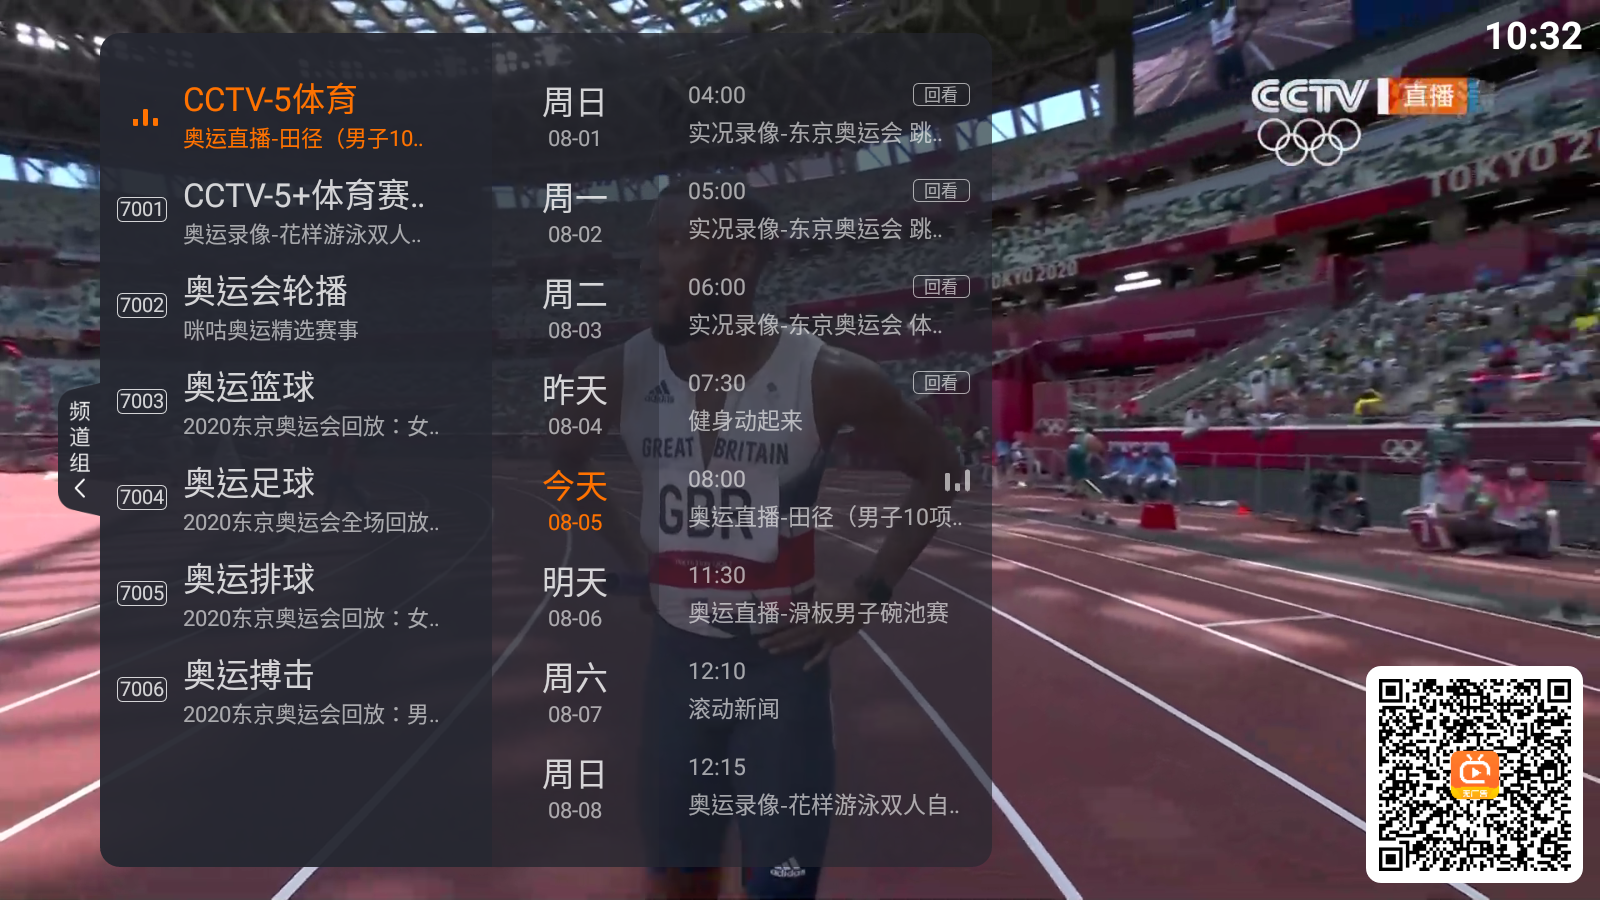 10:32
CCTV 直播
TOKYO 2
TOKYO 2020
频道组
CCTV-5体育
奥运直播-田径（男子10..
7001
CCTV-5+体育赛..
奥运录像-花样游泳双人..
7002
奥运会轮播
咪咕奥运精选赛事
7003
奥运篮球
2020东京奥运会回放：女..
7004
奥运足球
2020东京奥运会全场回放..
7005
奥运排球
2020东京奥运会回放：女..
7006
奥运搏击
2020东京奥运会回放：男..
周日
08-01
周一
08-02
周二
08-03
昨天
08-04
今天
08-05
明天
08-06
周六
08-07
周日
08-08
04:00 回看
实况录像-东京奥运会 跳..
05:00 回看
实况录像-东京奥运会 跳..
06:00 回看
实况录像-东京奥运会 体..
07:30 回看
健身动起来
08:00
奥运直播-田径（男子10项..
11:30
奥运直播-滑板男子碗池赛
12:10
滚动新闻
12:15
奥运录像-花样游泳双人自..
adidas
GREAT BRITAIN
GBR
adidas